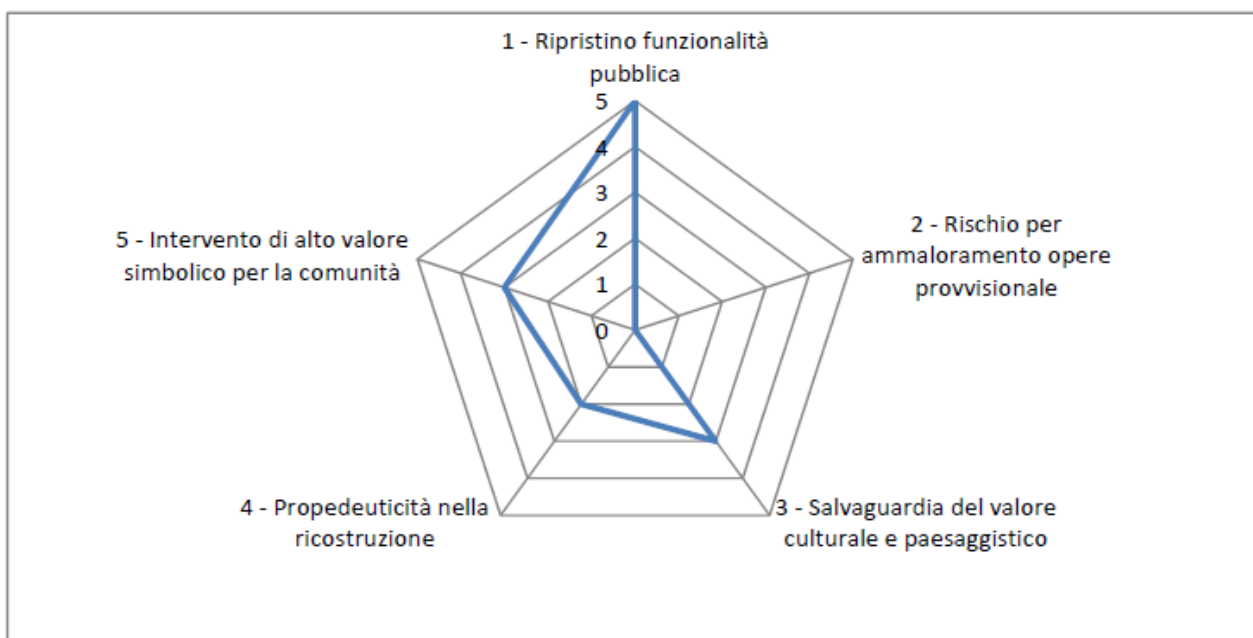 1 - Ripristino funzionalità
pubblica
5
4
3
2
1
0
2 - Rischio per
ammaloramento opere
provvisionale
3 - Salvaguardia del valore
culturale e paesaggistico
4 - Propedeuticità nella
ricostruzione
5 - Intervento di alto valore
simbolico per la comunità